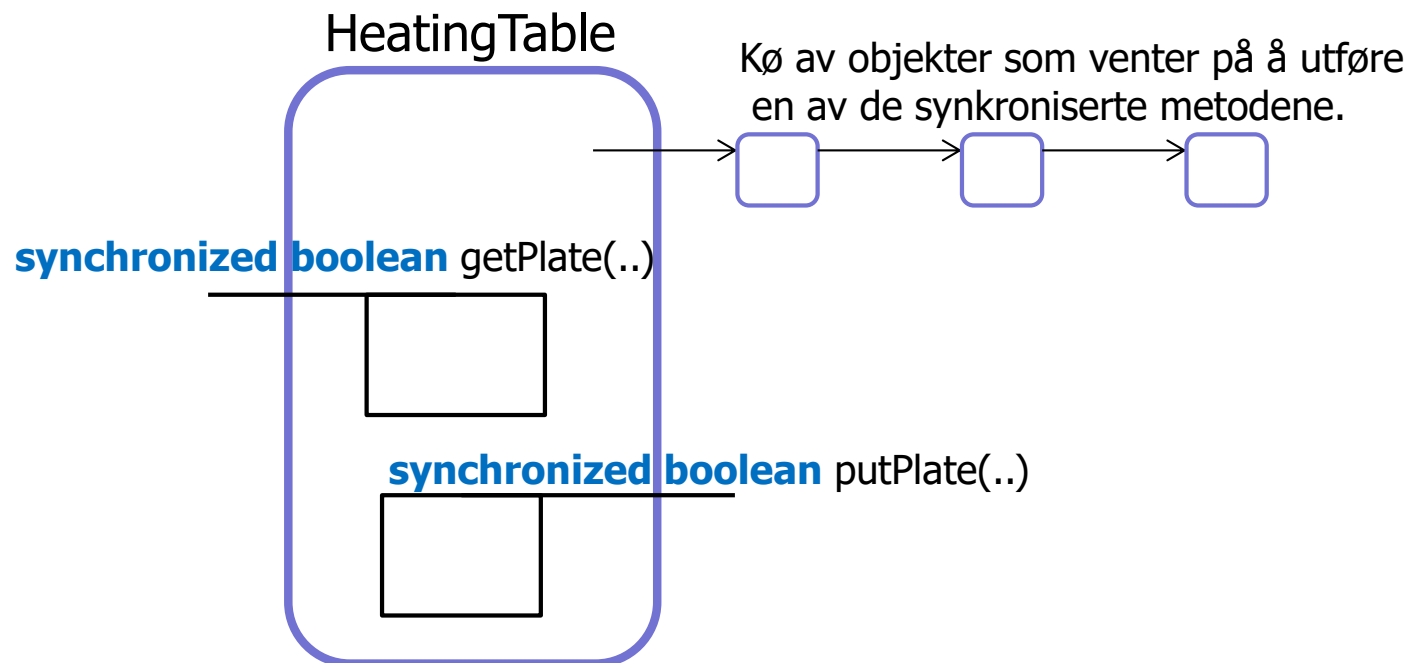 HeatingTable
Kø av objekter som venter på å utføre
en av de synkroniserte metodene.
synchronized boolean getPlate(..)
synchronized boolean putPlate(..)